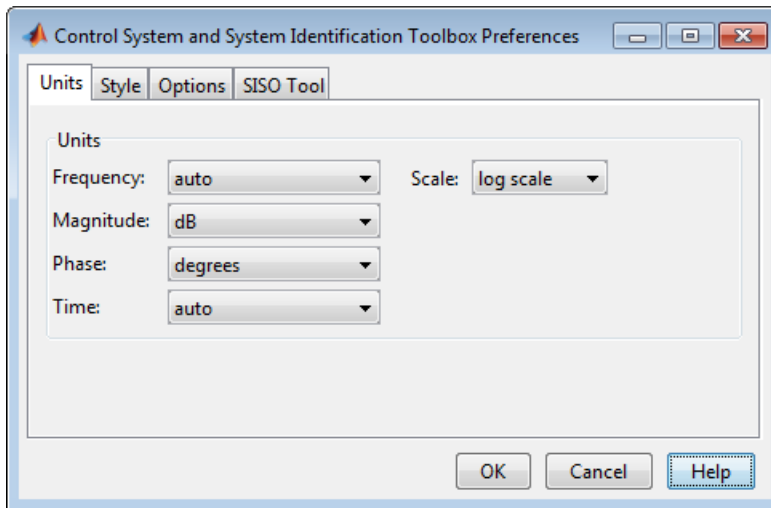 Control System and System Identification Toolbox Preferences
Units Style Options SISO Tool
Units
Frequency: auto Scale: log scale
Magnitude: dB
Phase: degrees
Time: auto
OK Cancel Help